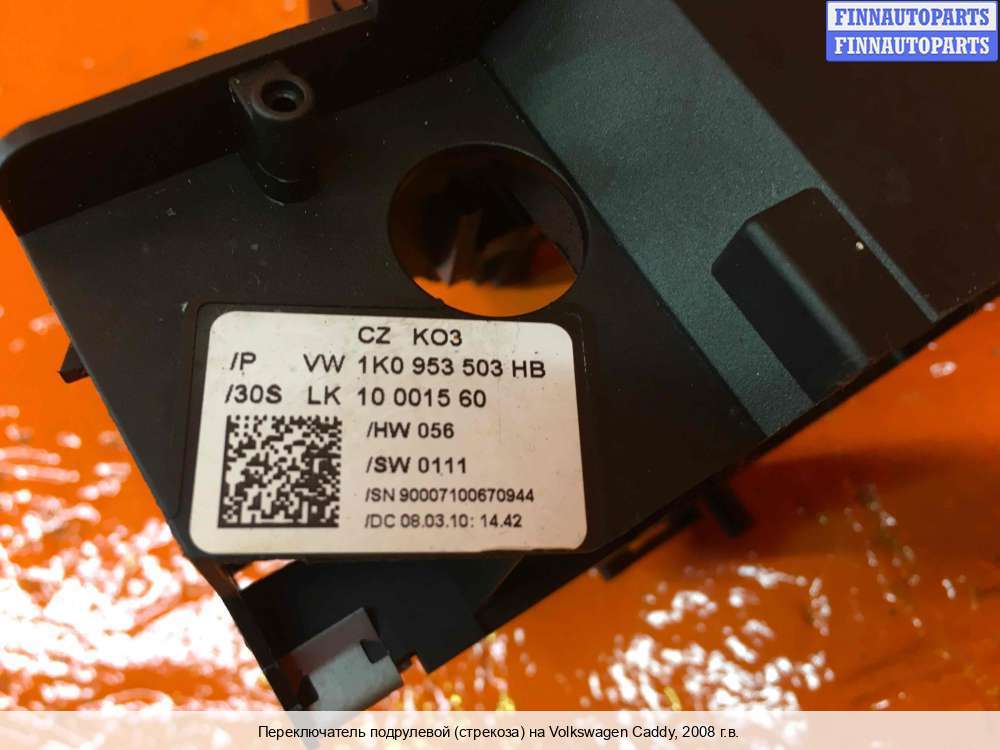 FINNAUTOPARTS
FINNAUTOPARTS
CZ KO3
/P VW 1K0 953 503 HB
/30S LK 10 0015 60
/HW 056
/SW 0111
/SN 90007100670944
/DC 08.03.10: 14.42
Переключатель подрулевой (стрекоза) на Volkswagen Caddy, 2008 г.в.